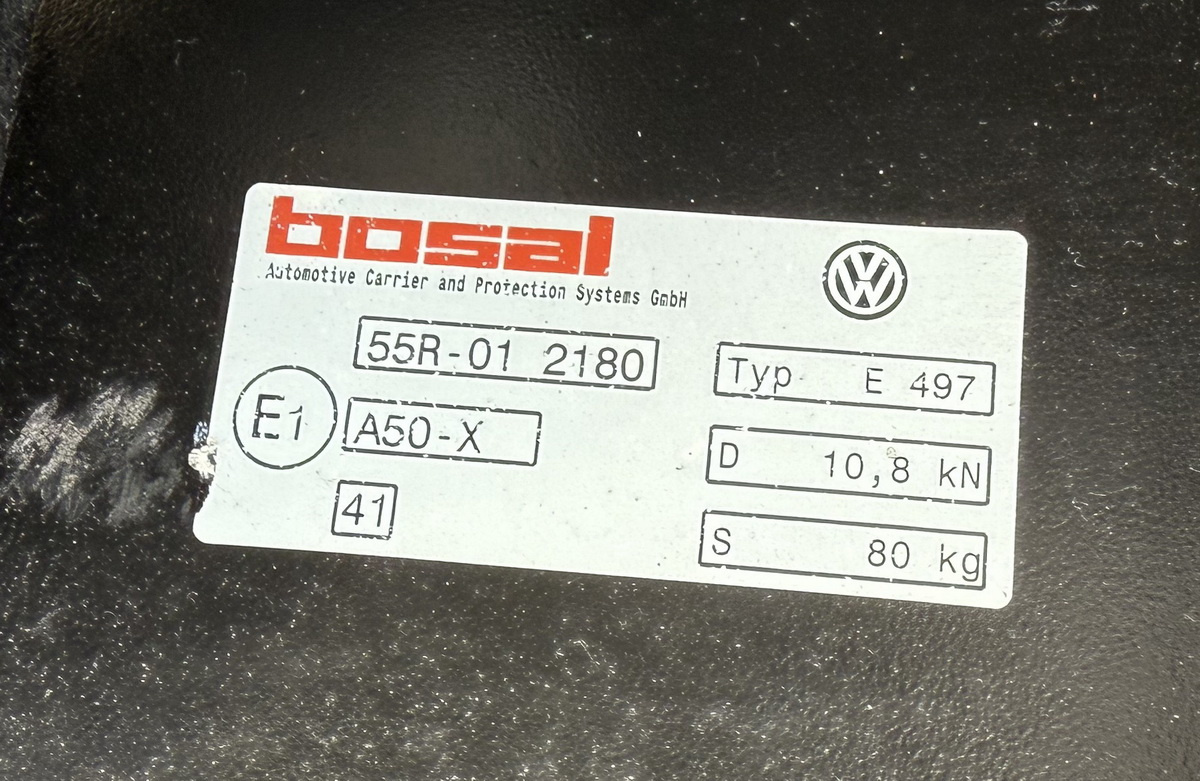 bosal
Automotive Carrier and Protection Systems GmbH
55R-01 2180
E1
A50-X
41
VW
Typ E 497
D 10,8 kN
S 80 kg